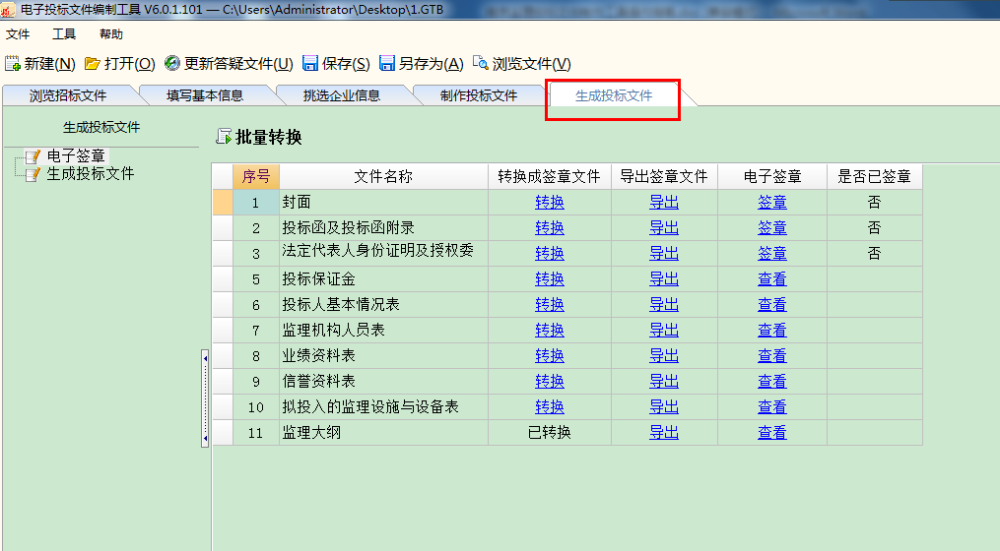 电子投标文件编制工具 V6.0.1.101 — C:\Users\Administrator\Desktop\1.GTB
文件 工具 帮助
新建(N) 打开(O) 更新答疑文件(U) 保存(S) 另存为(A) 浏览文件(V)
浏览招标文件 填写基本信息 挑选企业信息 制作投标文件 生成投标文件
生成投标文件
电子签章
生成投标文件
批量转换
序号 文件名称 转换成签章文件 导出签章文件 电子签章 是否已签章
1 封面 转换 导出 签章 否
2 投标函及投标函附录 转换 导出 签章 否
3 法定代表人身份证明及授权委 转换 导出 签章 否
5 投标保证金 转换 导出 查看
6 投标人基本情况表 转换 导出 查看
7 监理机构人员表 转换 导出 查看
8 业绩资料表 转换 导出 查看
9 信誉资料表 转换 导出 查看
10 拟投入的监理设施与设备表 转换 导出 查看
11 监理大纲 已转换 导出 查看